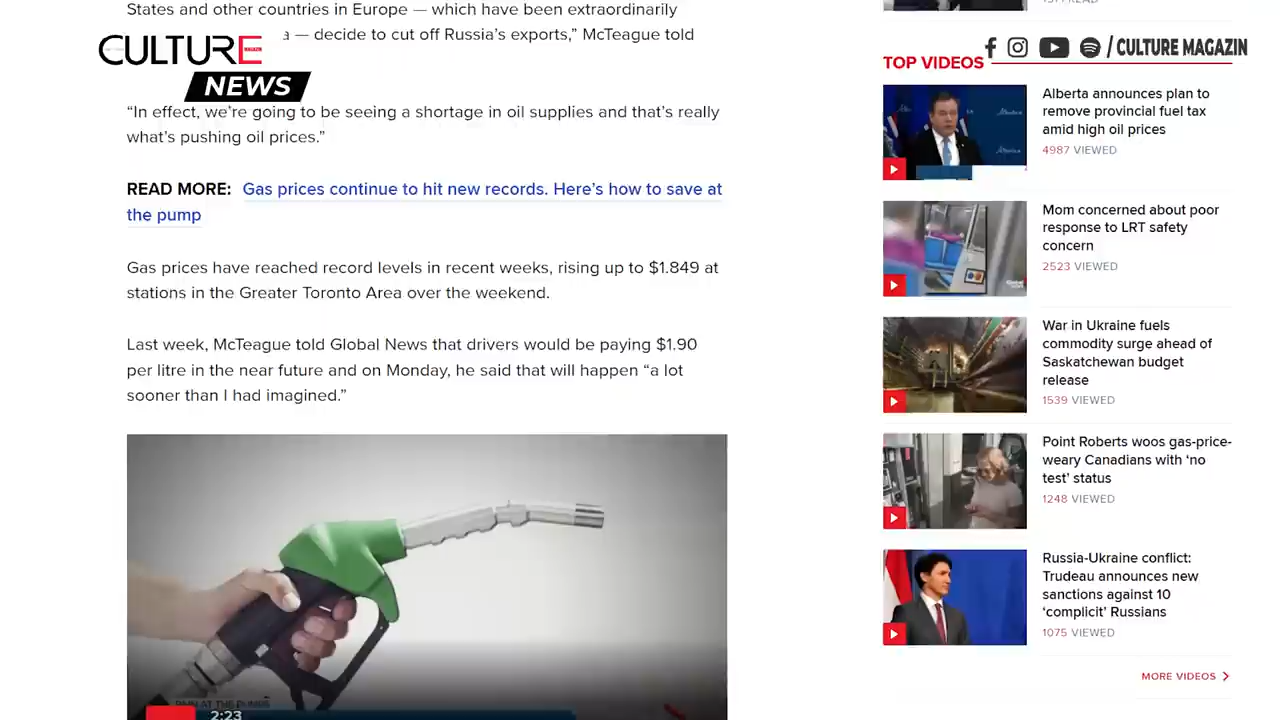 States and other countries in Europe — which have been extraordinarily
— decide to cut off Russia's exports,” McTeague told
CULTURE
NEWS
“In effect, we're going to be seeing a shortage in oil supplies and that's really
what's pushing oil prices.”
READ MORE: Gas prices continue to hit new records. Here's how to save at
the pump
Gas prices have reached record levels in recent weeks, rising up to $1.849 at
stations in the Greater Toronto Area over the weekend.
Last week, McTeague told Global News that drivers would be paying $1.90
per litre in the near future and on Monday, he said that will happen “a lot
sooner than I had imagined.”
PAIN AT THE PUMPS
2:23
/ CULTURE MAGAZIN
TOP VIDEOS
Alberta announces plan to
remove provincial fuel tax
amid high oil prices
4987 VIEWED
Mom concerned about poor
response to LRT safety
concern
2523 VIEWED
War in Ukraine fuels
commodity surge ahead of
Saskatchewan budget
release
1539 VIEWED
Point Roberts woos gas-price-
weary Canadians with ‘no
test’ status
1248 VIEWED
Russia-Ukraine conflict:
Trudeau announces new
sanctions against 10
‘complicit’ Russians
1075 VIEWED
MORE VIDEOS